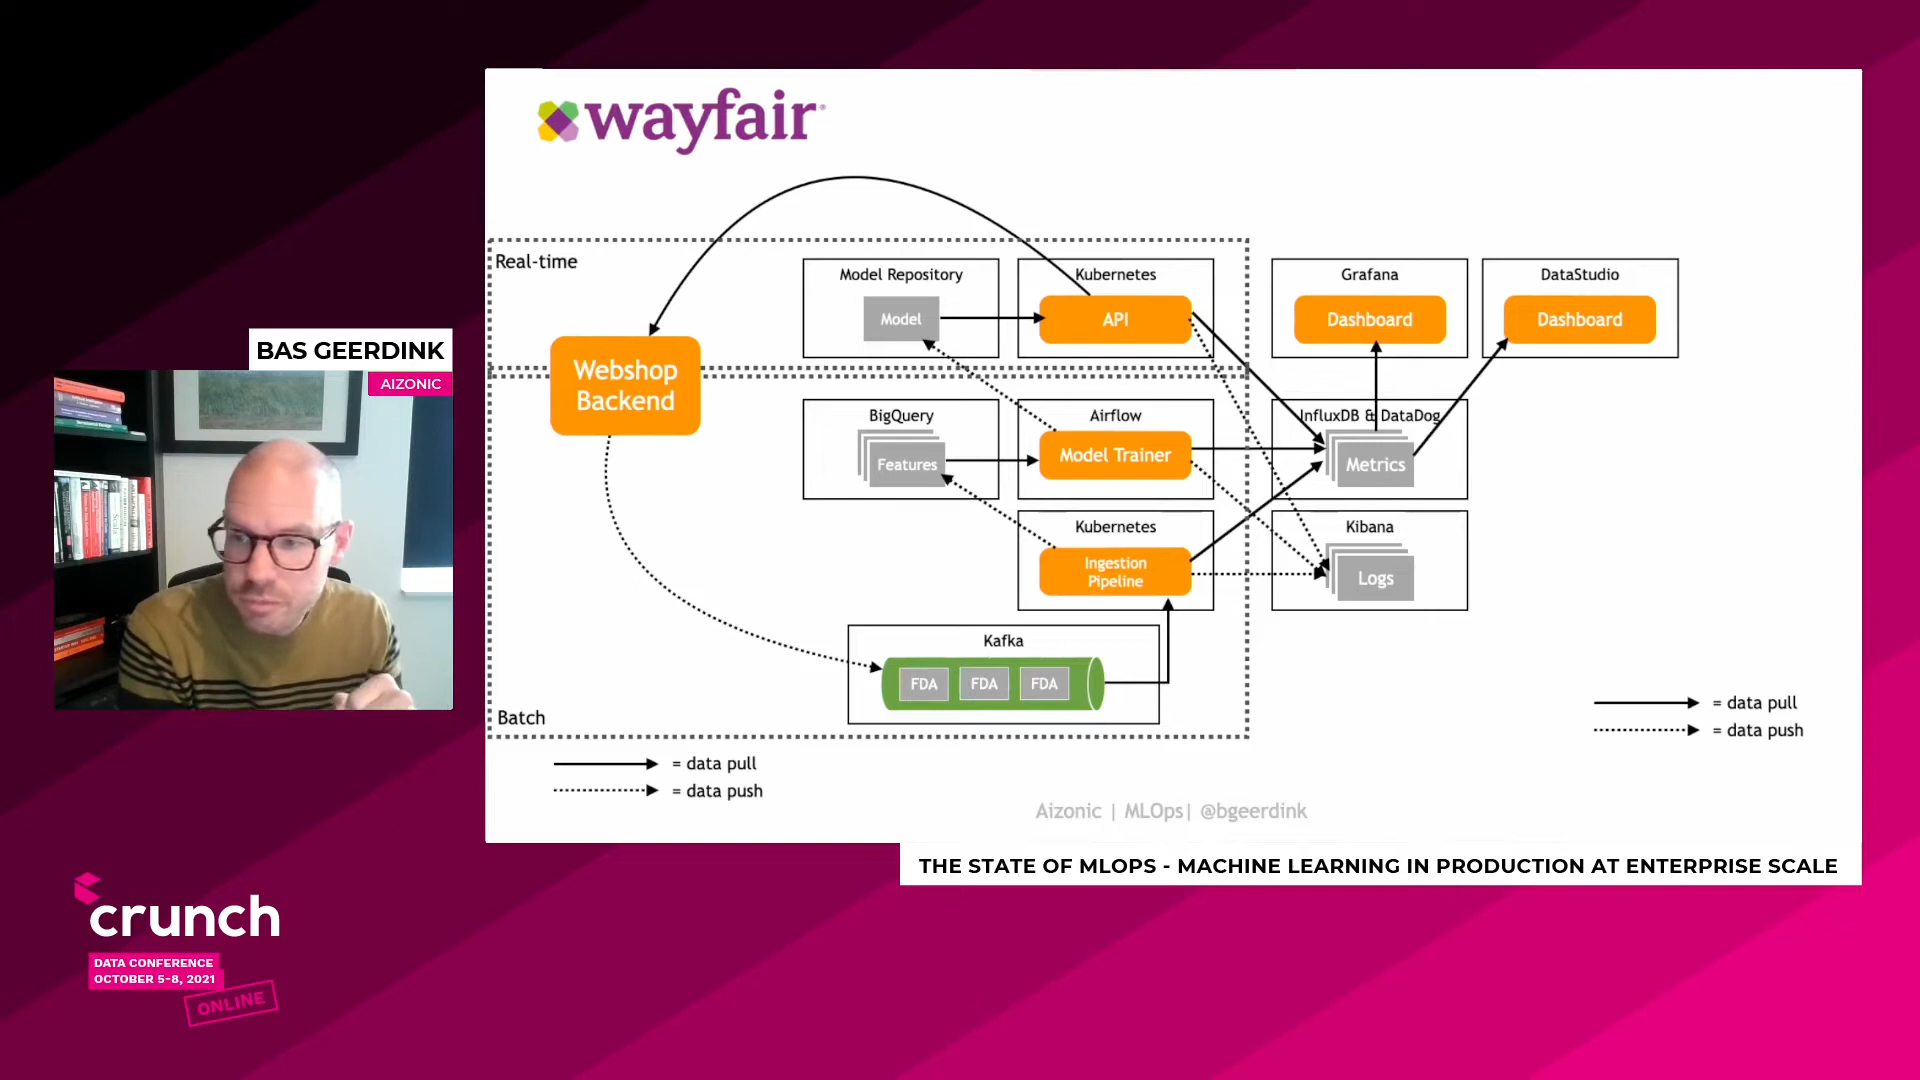 wayfair
Real-time
Model Repository
Model
Kubernetes
API
Grafana
Dashboard
DataStudio
Dashboard
Webshop
Backend
BigQuery
Features
Airflow
Model Trainer
InfluxDB & DataDog
Metrics
Kubernetes
Ingestion
Pipeline
Kibana
Logs
Kafka
FDA
FDA
FDA
Batch
= data pull
= data push
= data pull
= data push
Aizonic | MLOps| @bgeerdink
BAS GEERDINK
AIZONIC
THE STATE OF MLOPS - MACHINE LEARNING IN PRODUCTION AT ENTERPRISE SCALE
crunch
DATA CONFERENCE
OCTOBER 5-8, 2021
ONLINE